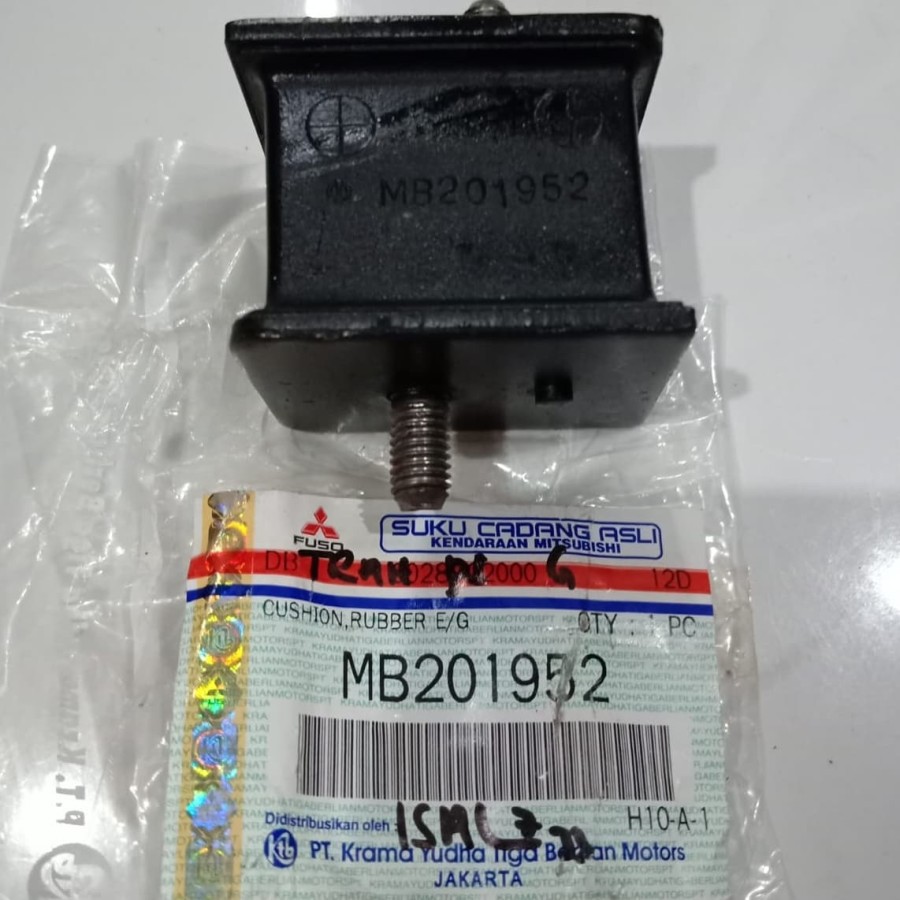 MB201952
FUSO
SUKU CADANG ASLI
KENDARAAN MITSUBISHI
12D
CUSHION,RUBBER E/G QTY : 1 PC
MB201952
Didistribusikan oleh :
H10-A-1
Ktb PT. Krama Yudha Tiga Berlian Motors
JAKARTA